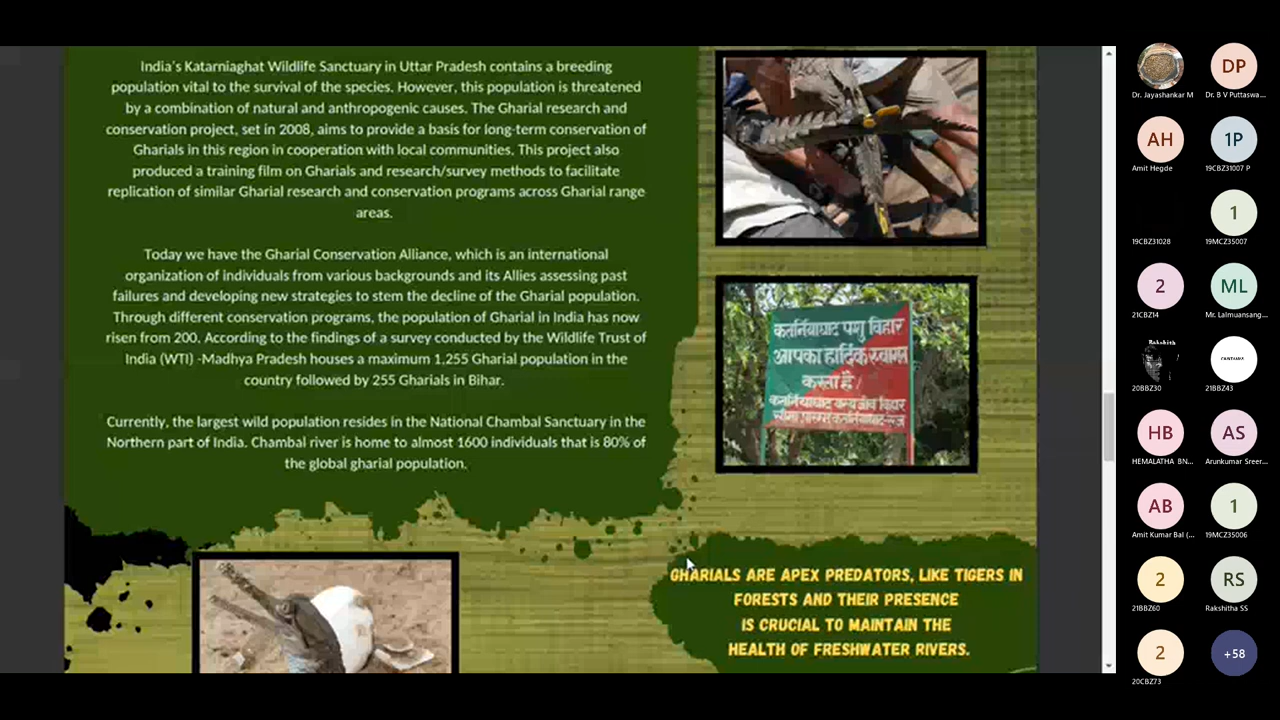 India's Katarniaghat Wildlife Sanctuary in Uttar Pradesh contains a breeding
population vital to the survival of the species. However, this population is threatened
by a combination of natural and anthropogenic causes. The Gharial research and
conservation project, set in 2008, aims to provide a basis for long-term conservation of
Gharials in this region in cooperation with local communities. This project also
produced a training film on Gharials and research/survey methods to facilitate
replication of similar Gharial research and conservation programs across Gharial range
areas.
Today we have the Gharial Conservation Alliance, which is an international
organization of individuals from various backgrounds and its Allies assessing past
failures and developing new strategies to stem the decline of the Gharial population.
Through different conservation programs, the population of Gharial in India has now
risen from 200. According to the findings of a survey conducted by the Wildlife Trust of
India (WTI) -Madhya Pradesh houses a maximum 1,255 Gharial population in the
country followed by 255 Gharials in Bihar.
Currently, the largest wild population resides in the National Chambal Sanctuary in the
Northern part of India. Chambal river is home to almost 1600 individuals that is 80% of
the global gharial population.
कतर्नियाघाट पशु विहार
आपका हार्दिक स्वागत
करता है।
कतर्नियाघाट वन्य जीव विहार
GHARIALS ARE APEX PREDATORS, LIKE TIGERS IN
FORESTS AND THEIR PRESENCE
IS CRUCIAL TO MAINTAIN THE
HEALTH OF FRESHWATER RIVERS.
Dr. Jayashankar M
DP
Dr. B V Puttaswa...
AH
Amit Hegde
1P
19CBZ31007 P
19CBZ31028
1
19MCZ35007
2
21CBZ14
ML
Mr. Lalmuansang...
Rakshith
20BBZ30
21BBZ43
HB
HEMALATHA BN...
AS
Arunkumar Sreer...
AB
Amit Kumar Bal (...
1
19MCZ35006
2
21BBZ60
RS
Rakshitha SS
2
20CBZ73
+58